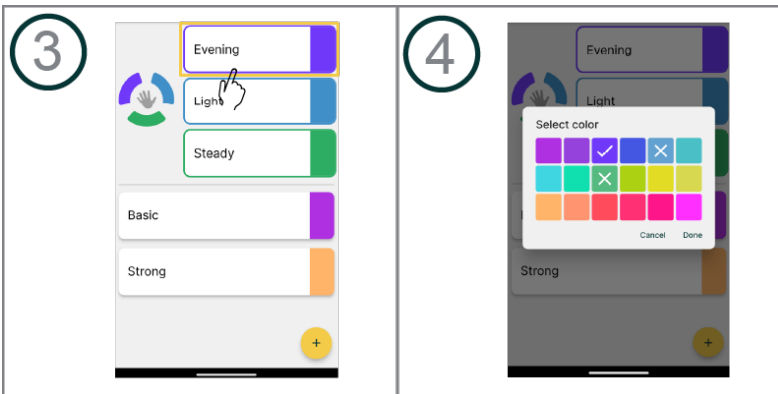 3
Evening
Light
Steady
Basic
Strong
+
4
Evening
Light
Select color
Cancel Done
Strong
+